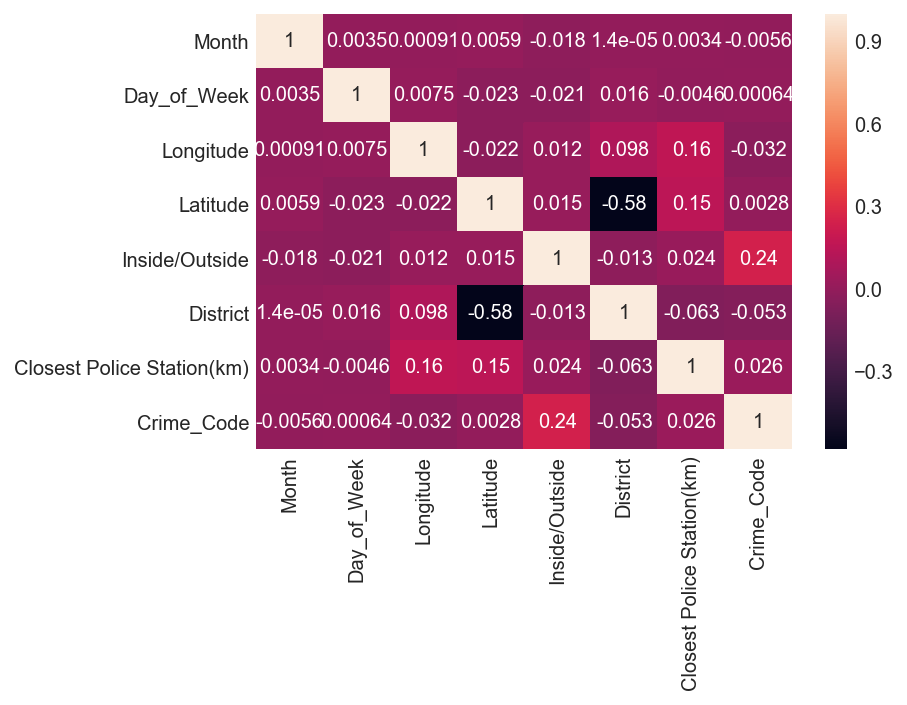 Month 1 0.0035 0.00091 0.0059 -0.018 1.4e-05 0.0034 -0.0056
Day_of_Week 0.0035 1 0.0075 -0.023 -0.021 0.016 -0.0046 0.00064
Longitude 0.00091 0.0075 1 -0.022 0.012 0.098 0.16 -0.032
Latitude 0.0059 -0.023 -0.022 1 0.015 -0.58 0.15 0.0028
Inside/Outside -0.018 -0.021 0.012 0.015 1 -0.013 0.024 0.24
District 1.4e-05 0.016 0.098 -0.58 -0.013 1 -0.063 -0.053
Closest Police Station(km) 0.0034 -0.0046 0.16 0.15 0.024 -0.063 1 0.026
Crime_Code -0.0056 0.00064 -0.032 0.0028 0.24 -0.053 0.026 1
Month
Day_of_Week
Longitude
Latitude
Inside/Outside
District
Closest Police Station(km)
Crime_Code
0.9
0.6
0.3
0.0
−0.3